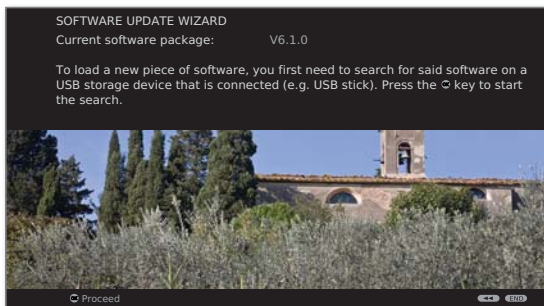 SOFTWARE UPDATE WIZARD
Current software package: V6.1.0
To load a new piece of software, you first need to search for said software on a
USB storage device that is connected (e.g. USB stick). Press the key to start
the search.
Proceed
END